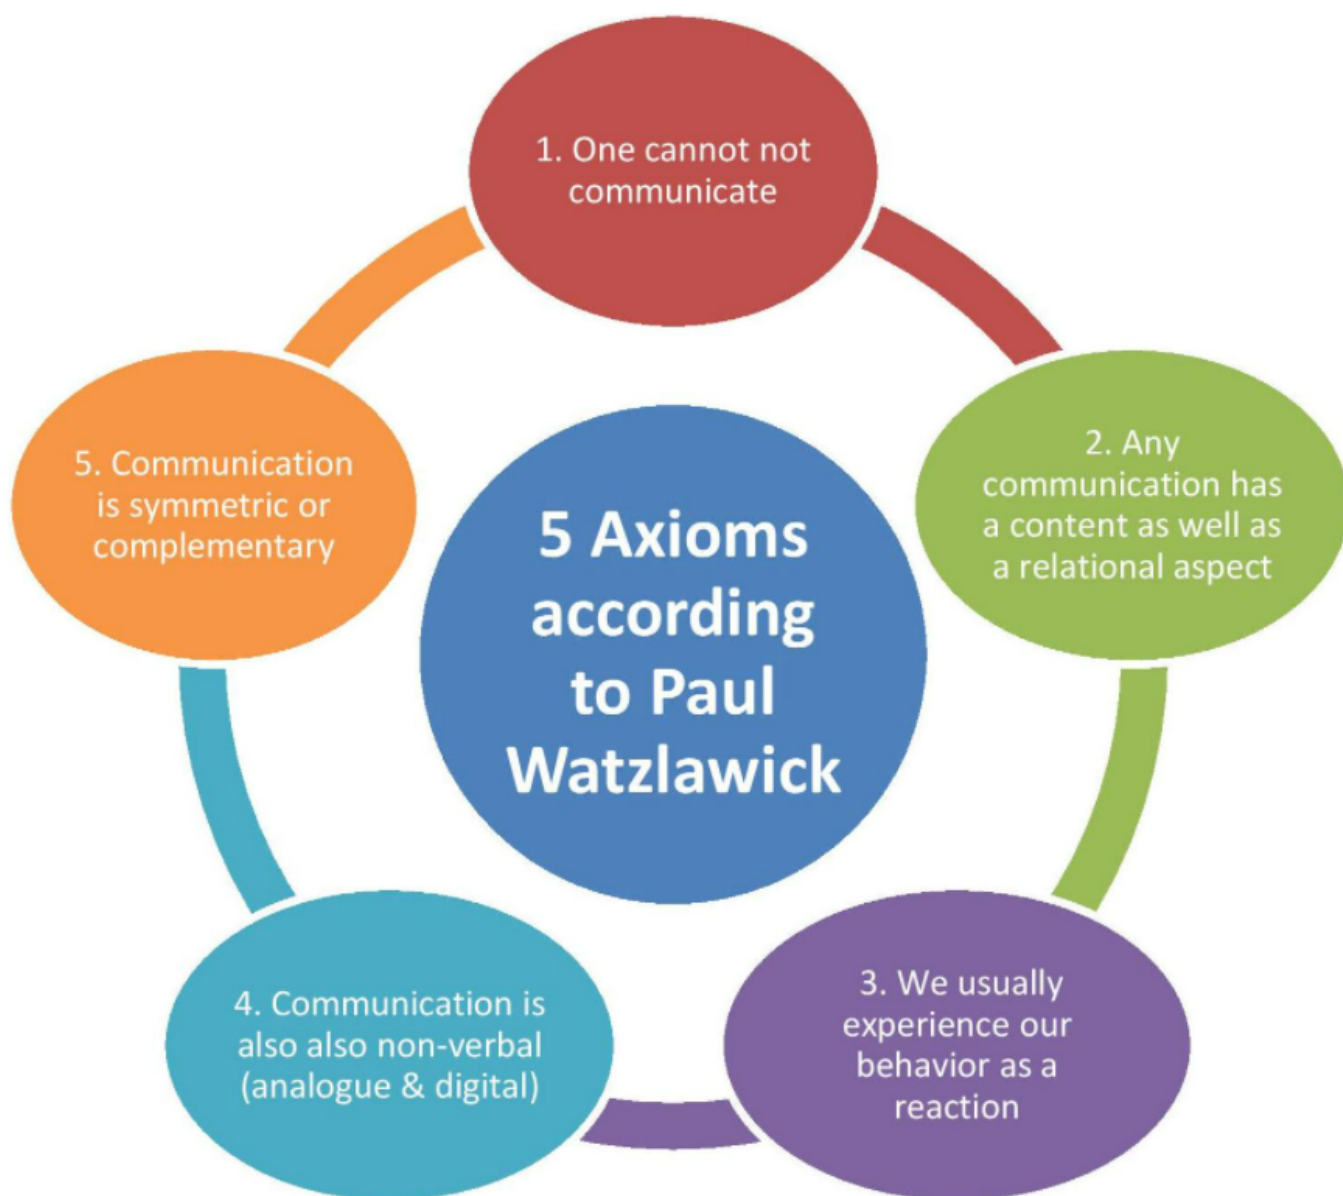 1. One cannot not
communicate
2. Any
communication has
a content as well as
a relational aspect
3. We usually
experience our
behavior as a
reaction
4. Communication is
also also non-verbal
(analogue & digital)
5. Communication
is symmetric or
complementary
5 Axioms
according
to Paul
Watzlawick